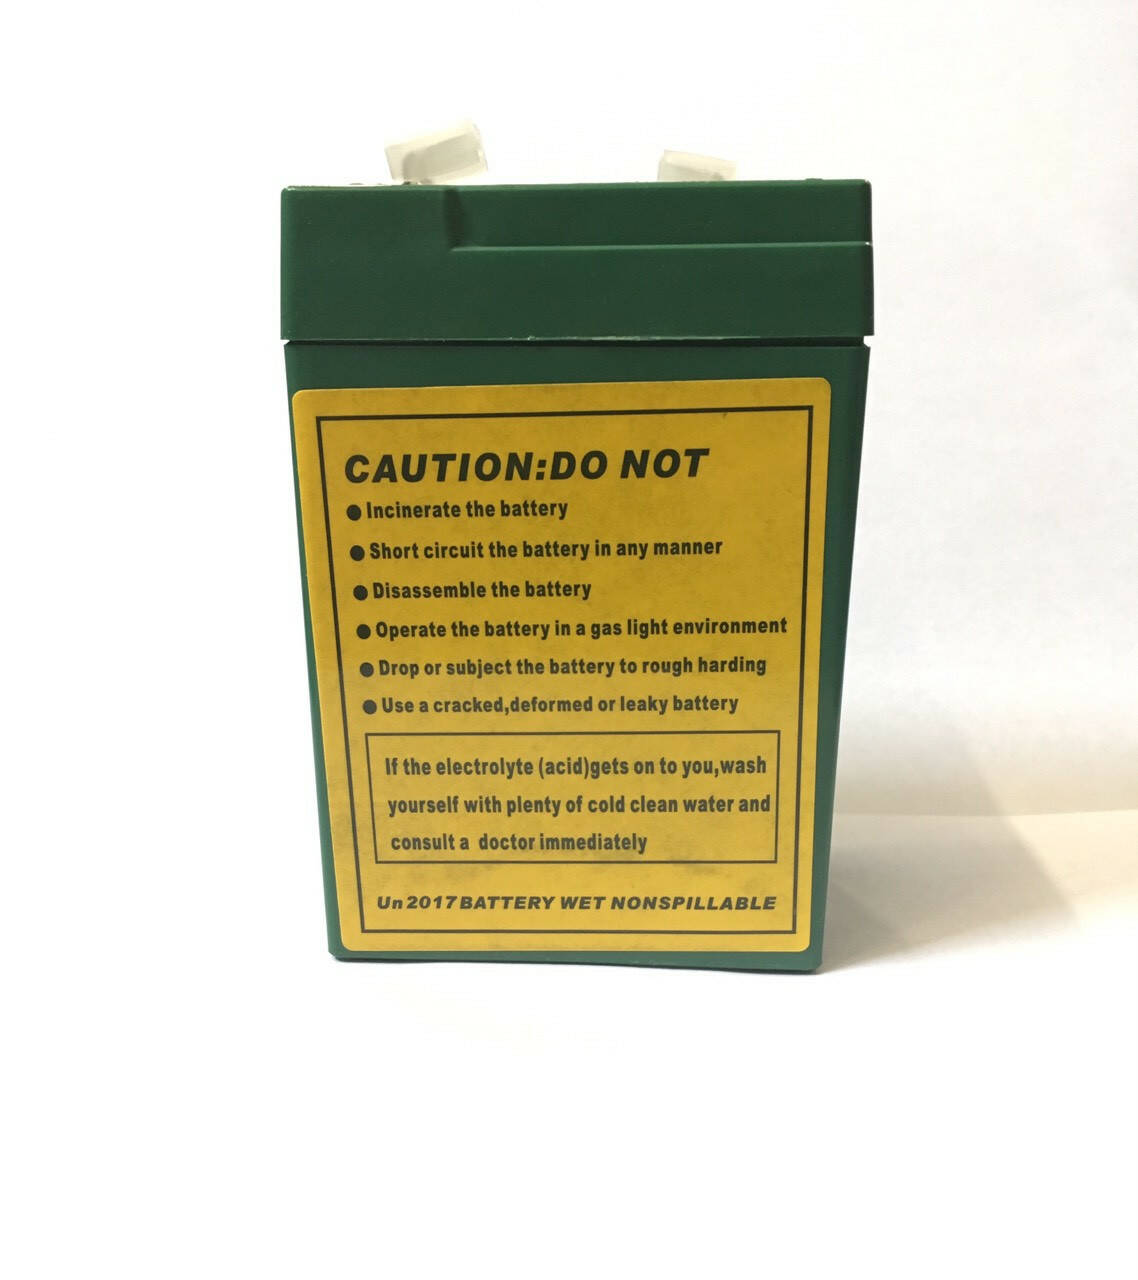 CAUTION:DO NOT
● Incinerate the battery
● Short circuit the battery in any manner
● Disassemble the battery
● Operate the battery in a gas light environment
● Drop or subject the battery to rough harding
● Use a cracked,deformed or leaky battery
If the electrolyte (acid)gets on to you,wash
yourself with plenty of cold clean water and
consult a doctor immediately
Un 2017 BATTERY WET NONSPILLABLE